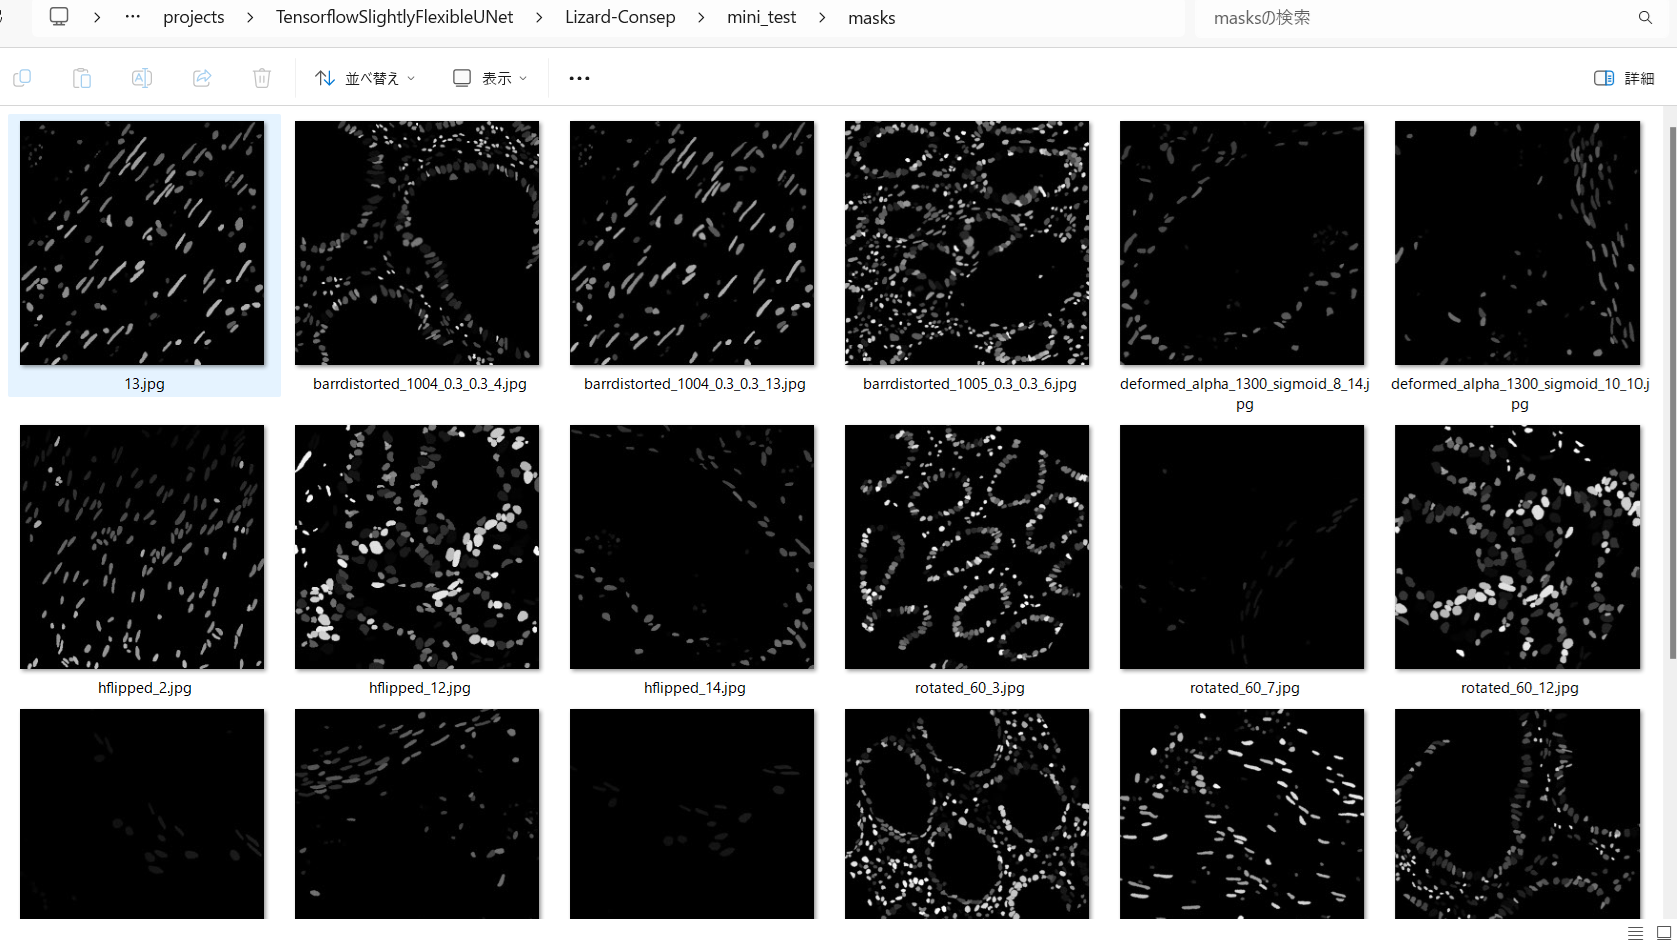 … projects TensorflowSlightlyFlexibleUNet Lizard-Consep mini_test masks masksの検索
並べ替え 表示 … 詳細
13.jpg barrdistorted_1004_0.3_0.3_4.jpg barrdistorted_1004_0.3_0.3_13.jpg barrdistorted_1005_0.3_0.3_6.jpg deformed_alpha_1300_sigmoid_8_14.j deformed_alpha_1300_sigmoid_10_10.j
pg pg
hflipped_2.jpg hflipped_12.jpg hflipped_14.jpg rotated_60_3.jpg rotated_60_7.jpg rotated_60_12.jpg